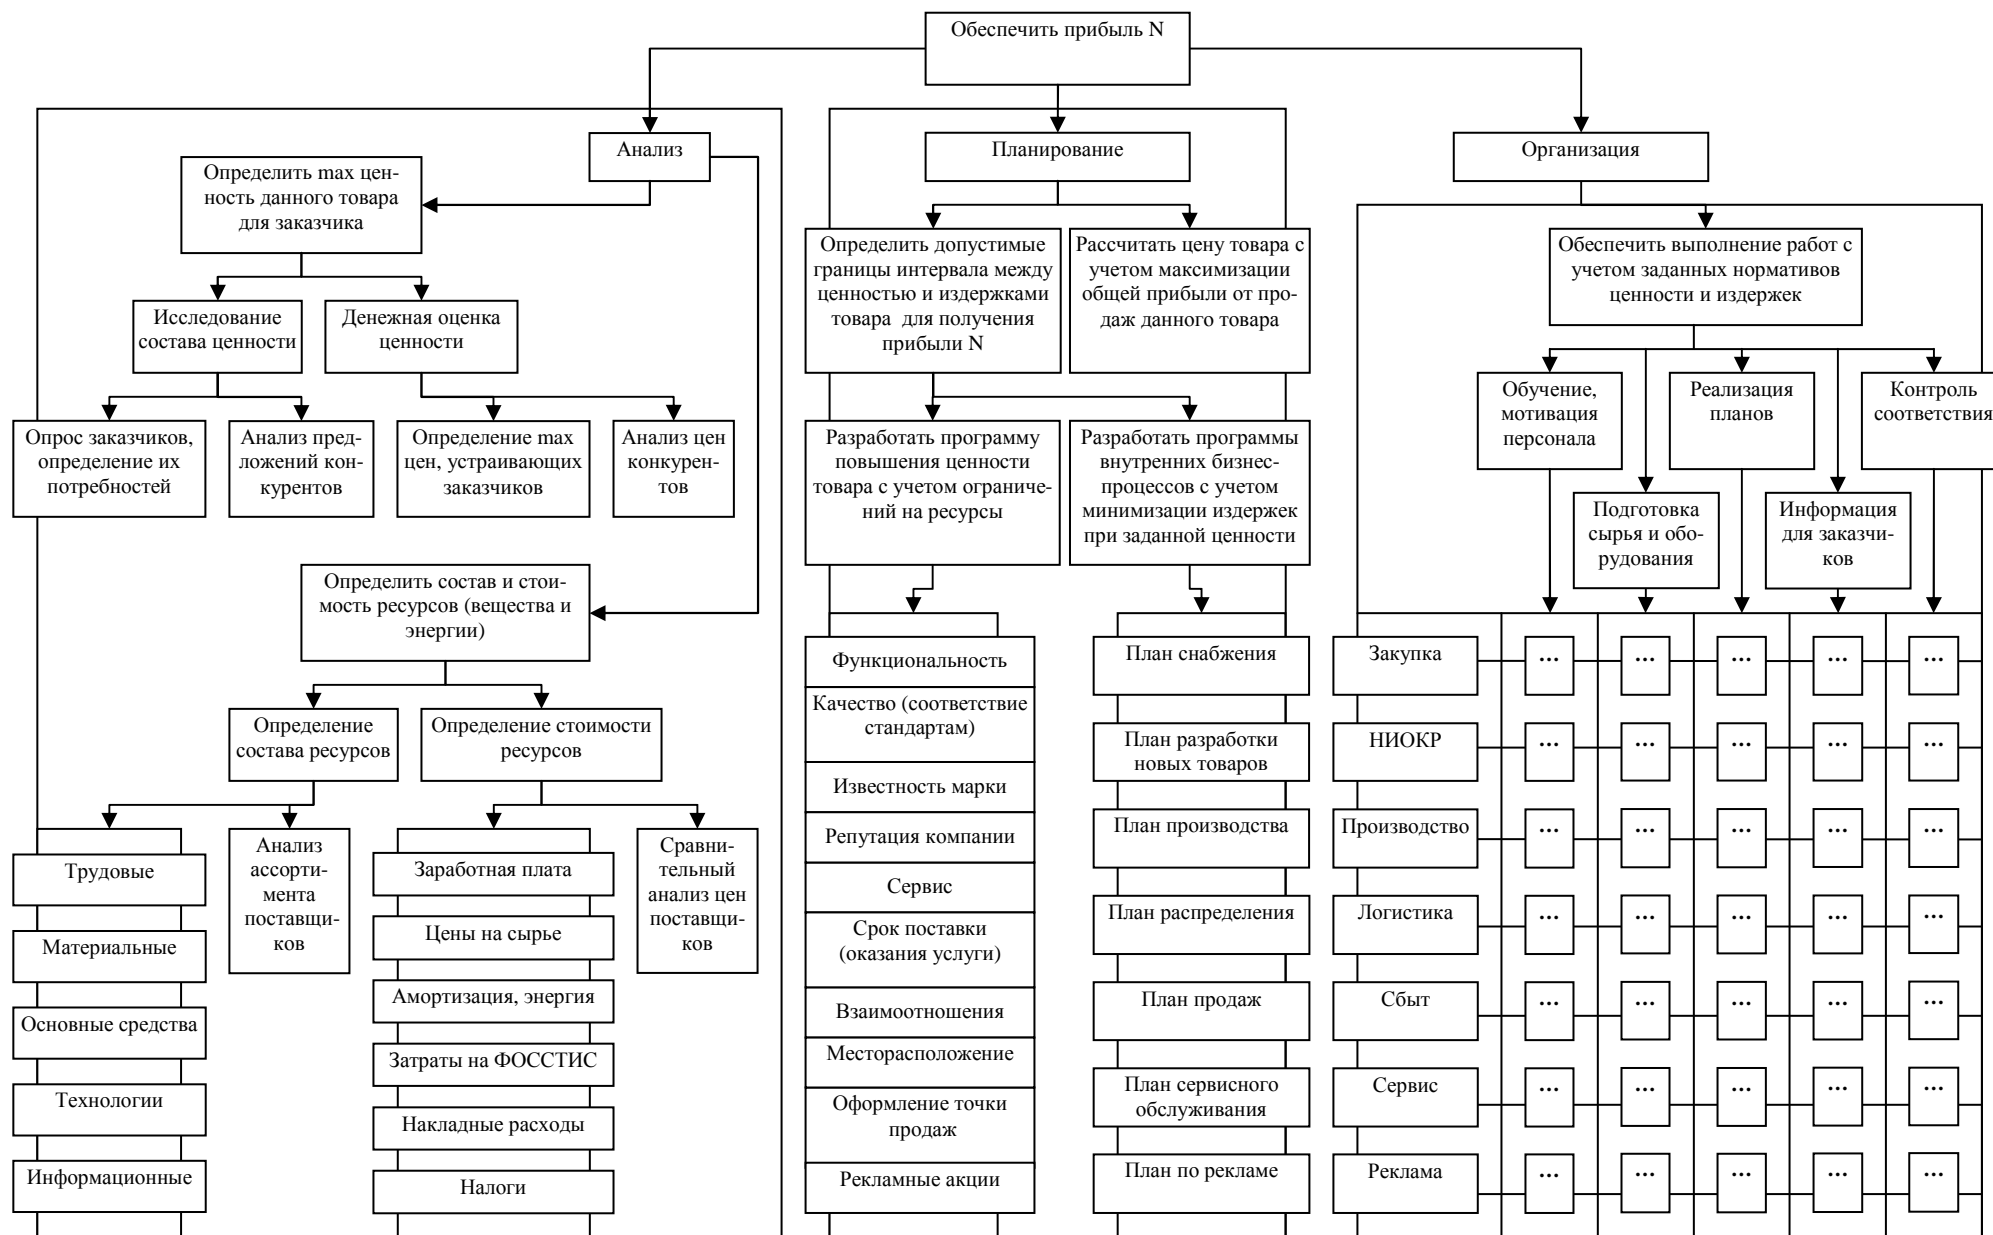 Обеспечить прибыль N
Анализ
Планирование
Организация
Определить max цен-
ность данного товара
для заказчика
Исследование
состава ценности
Денежная оценка
ценности
Опрос заказчиков,
определение их
потребностей
Анализ пред-
ложений кон-
курентов
Определение max
цен, устраивающих
заказчиков
Анализ цен
конкурен-
тов
Определить состав и стои-
мость ресурсов (вещества и
энергии)
Определение
состава ресурсов
Определение стоимости
ресурсов
Трудовые
Материальные
Основные средства
Технологии
Информационные
Анализ
ассорти-
мента
поставщи-
ков
Заработная плата
Цены на сырье
Амортизация, энергия
Затраты на ФОССТИС
Накладные расходы
Налоги
Сравни-
тельный
анализ цен
поставщи-
ков
Определить допустимые
границы интервала между
ценностью и издержками
товара для получения
прибыли N
Рассчитать цену товара с
учетом максимизации
общей прибыли от про-
даж данного товара
Разработать программу
повышения ценности
товара с учетом ограниче-
ний на ресурсы
Разработать программы
внутренних бизнес-
процессов с учетом
минимизации издержек
при заданной ценности
Функциональность
Качество (соответствие
стандартам)
Известность марки
Репутация компании
Сервис
Срок поставки
(оказания услуги)
Взаимоотношения
Месторасположение
Оформление точки
продаж
Рекламные акции
План снабжения
План разработки
новых товаров
План производства
План распределения
План продаж
План сервисного
обслуживания
План по рекламе
Обеспечить выполнение работ с
учетом заданных нормативов
ценности и издержек
Обучение,
мотивация
персонала
Реализация
планов
Контроль
соответствия
Подготовка
сырья и обо-
рудования
Информация
для заказчи-
ков
Закупка ... ... ... ... ...
НИОКР ... ... ... ... ...
Производство ... ... ... ... ...
Логистика ... ... ... ... ...
Сбыт ... ... ... ... ...
Сервис ... ... ... ... ...
Реклама ... ... ... ... ...